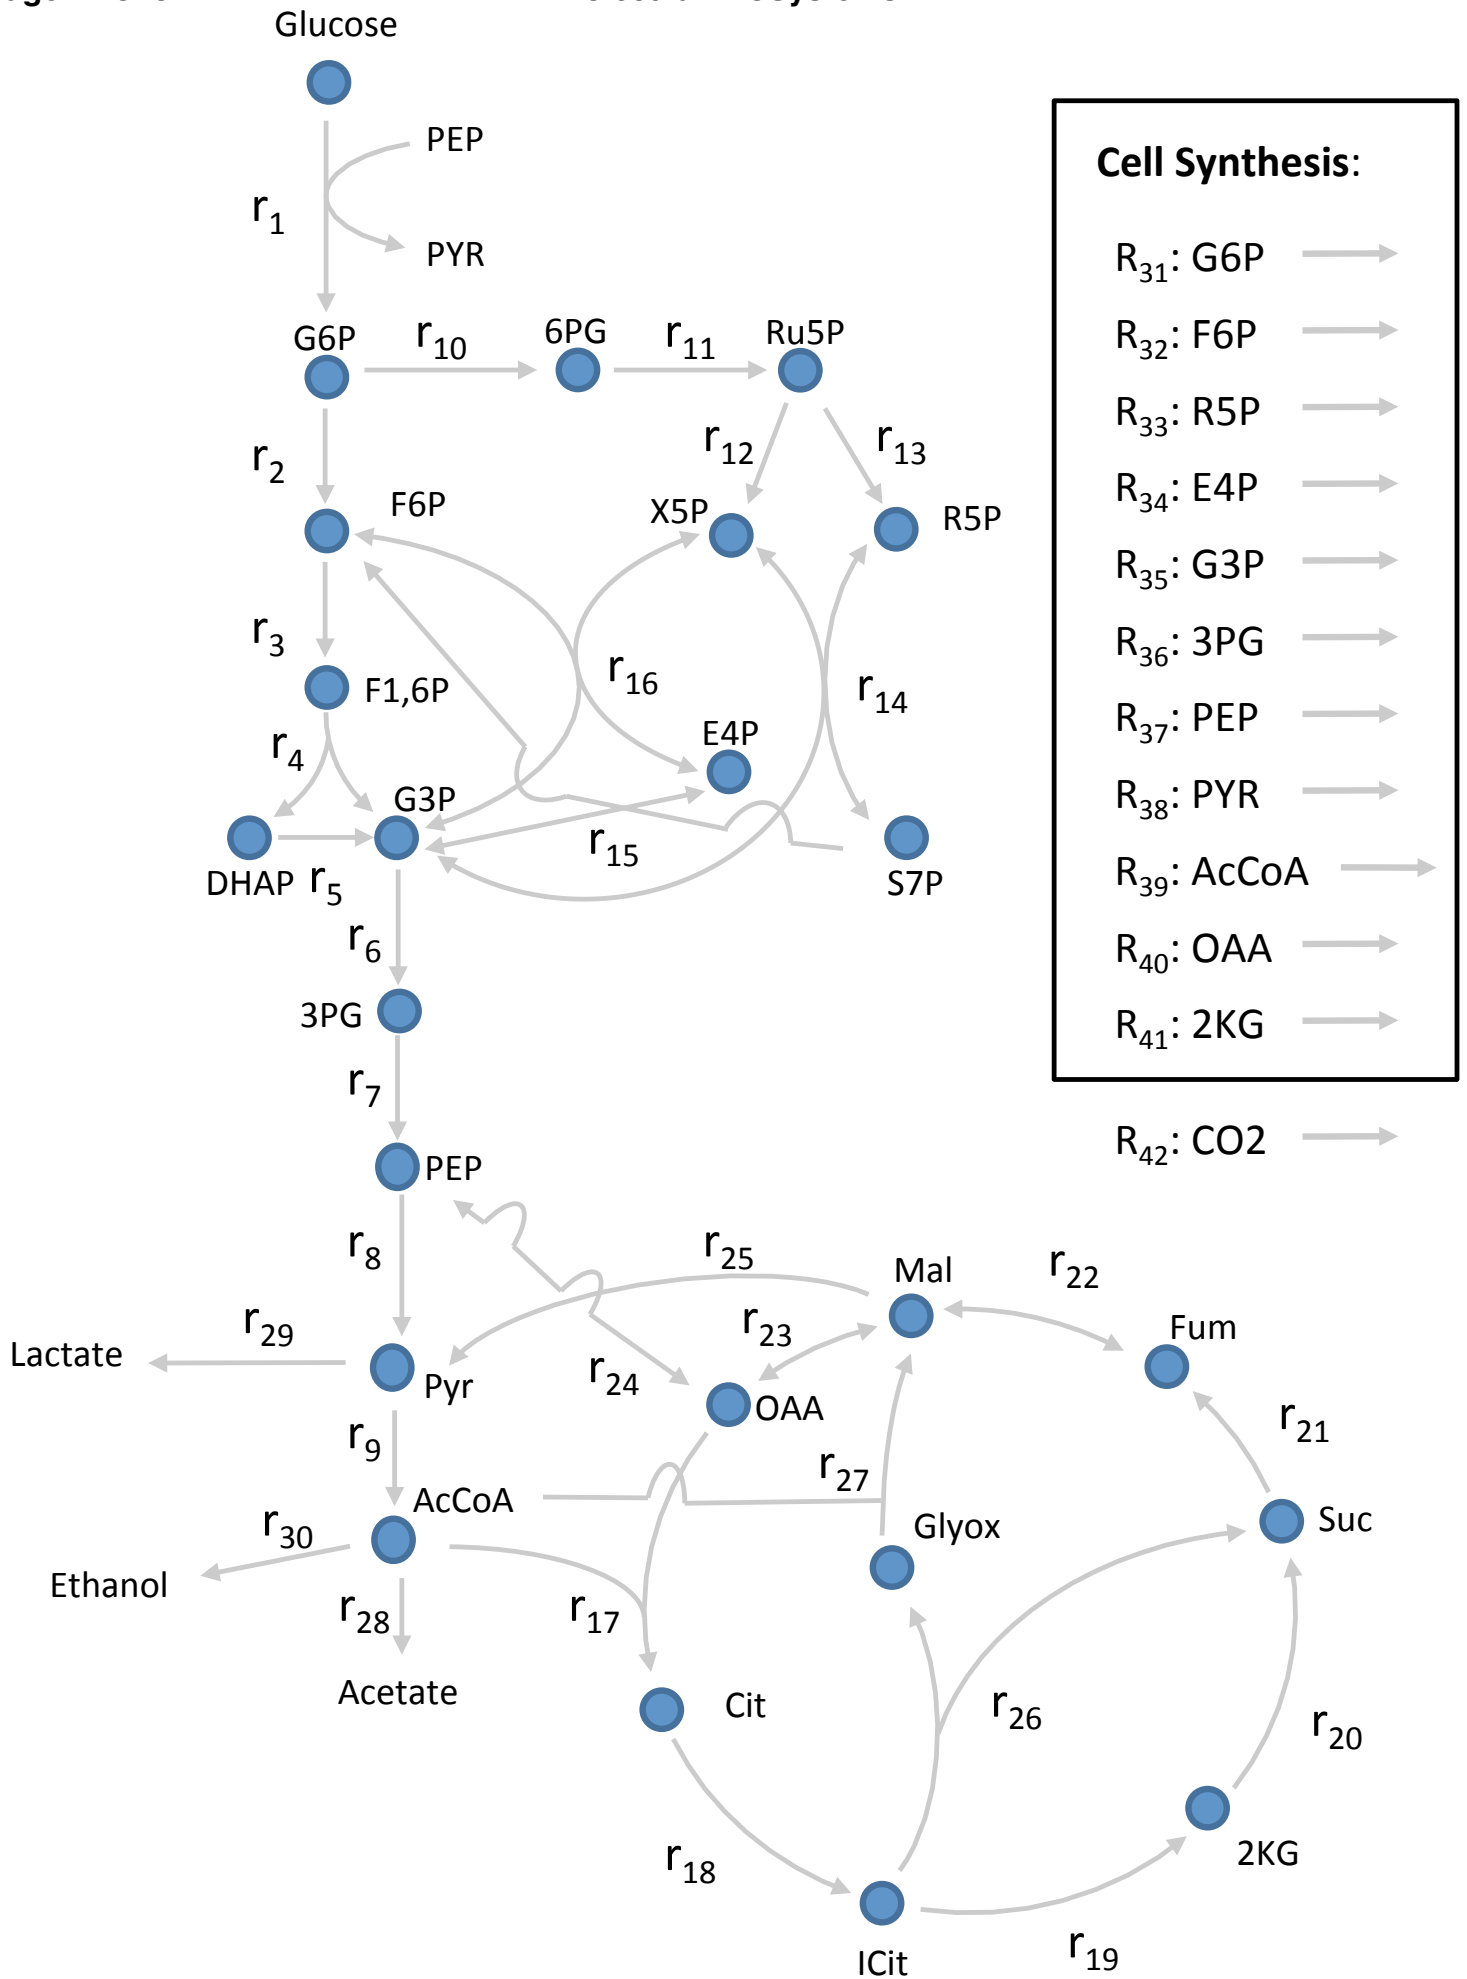 Glucose
PEP
r1
PYR
G6P
r10
6PG
r11
Ru5P
r2
F6P
r12
r13
X5P
R5P
r3
F1,6P
r16
r14
r4
E4P
G3P
r15
DHAP
r5
S7P
r6
3PG
r7
PEP
r8
r25
Mal
r22
Fum
r29
Lactate
Pyr
r23
r24
OAA
r21
r9
AcCoA
r27
Glyox
Suc
r30
Ethanol
r28
r17
Acetate
Cit
r26
r20
r18
2KG
r19
ICit
Cell Synthesis:
R31: G6P
R32: F6P
R33: R5P
R34: E4P
R35: G3P
R36: 3PG
R37: PEP
R38: PYR
R39: AcCoA
R40: OAA
R41: 2KG
R42: CO2